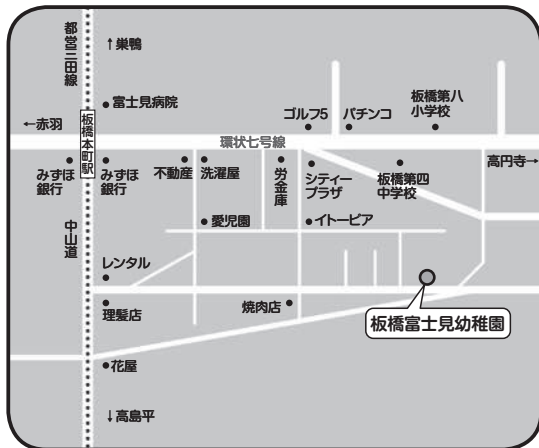 都営三田線
↑巣鴨
富士見病院
板橋本町駅
←赤羽
環状七号線
ゴルフ5
パチンコ
板橋第八
小学校
高円寺→
みずほ
銀行
みずほ
銀行
不動産
洗濯屋
労金庫
シティー
プラザ
板橋第四
中学校
中山道
愛児園
イトーピア
レンタル
理髪店
焼肉店
板橋富士見幼稚園
花屋
↓高島平